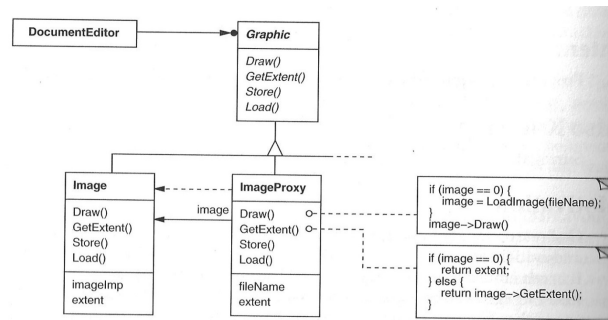 DocumentEditor
Graphic
Draw()
GetExtent()
Store()
Load()
Image
Draw()
GetExtent()
Store()
Load()
imageImp
extent
image
ImageProxy
Draw()
GetExtent()
Store()
Load()
fileName
extent
if (image == 0) {
image = LoadImage(fileName);
}
image->Draw()
if (image == 0) {
return extent;
} else {
return image->GetExtent();
}